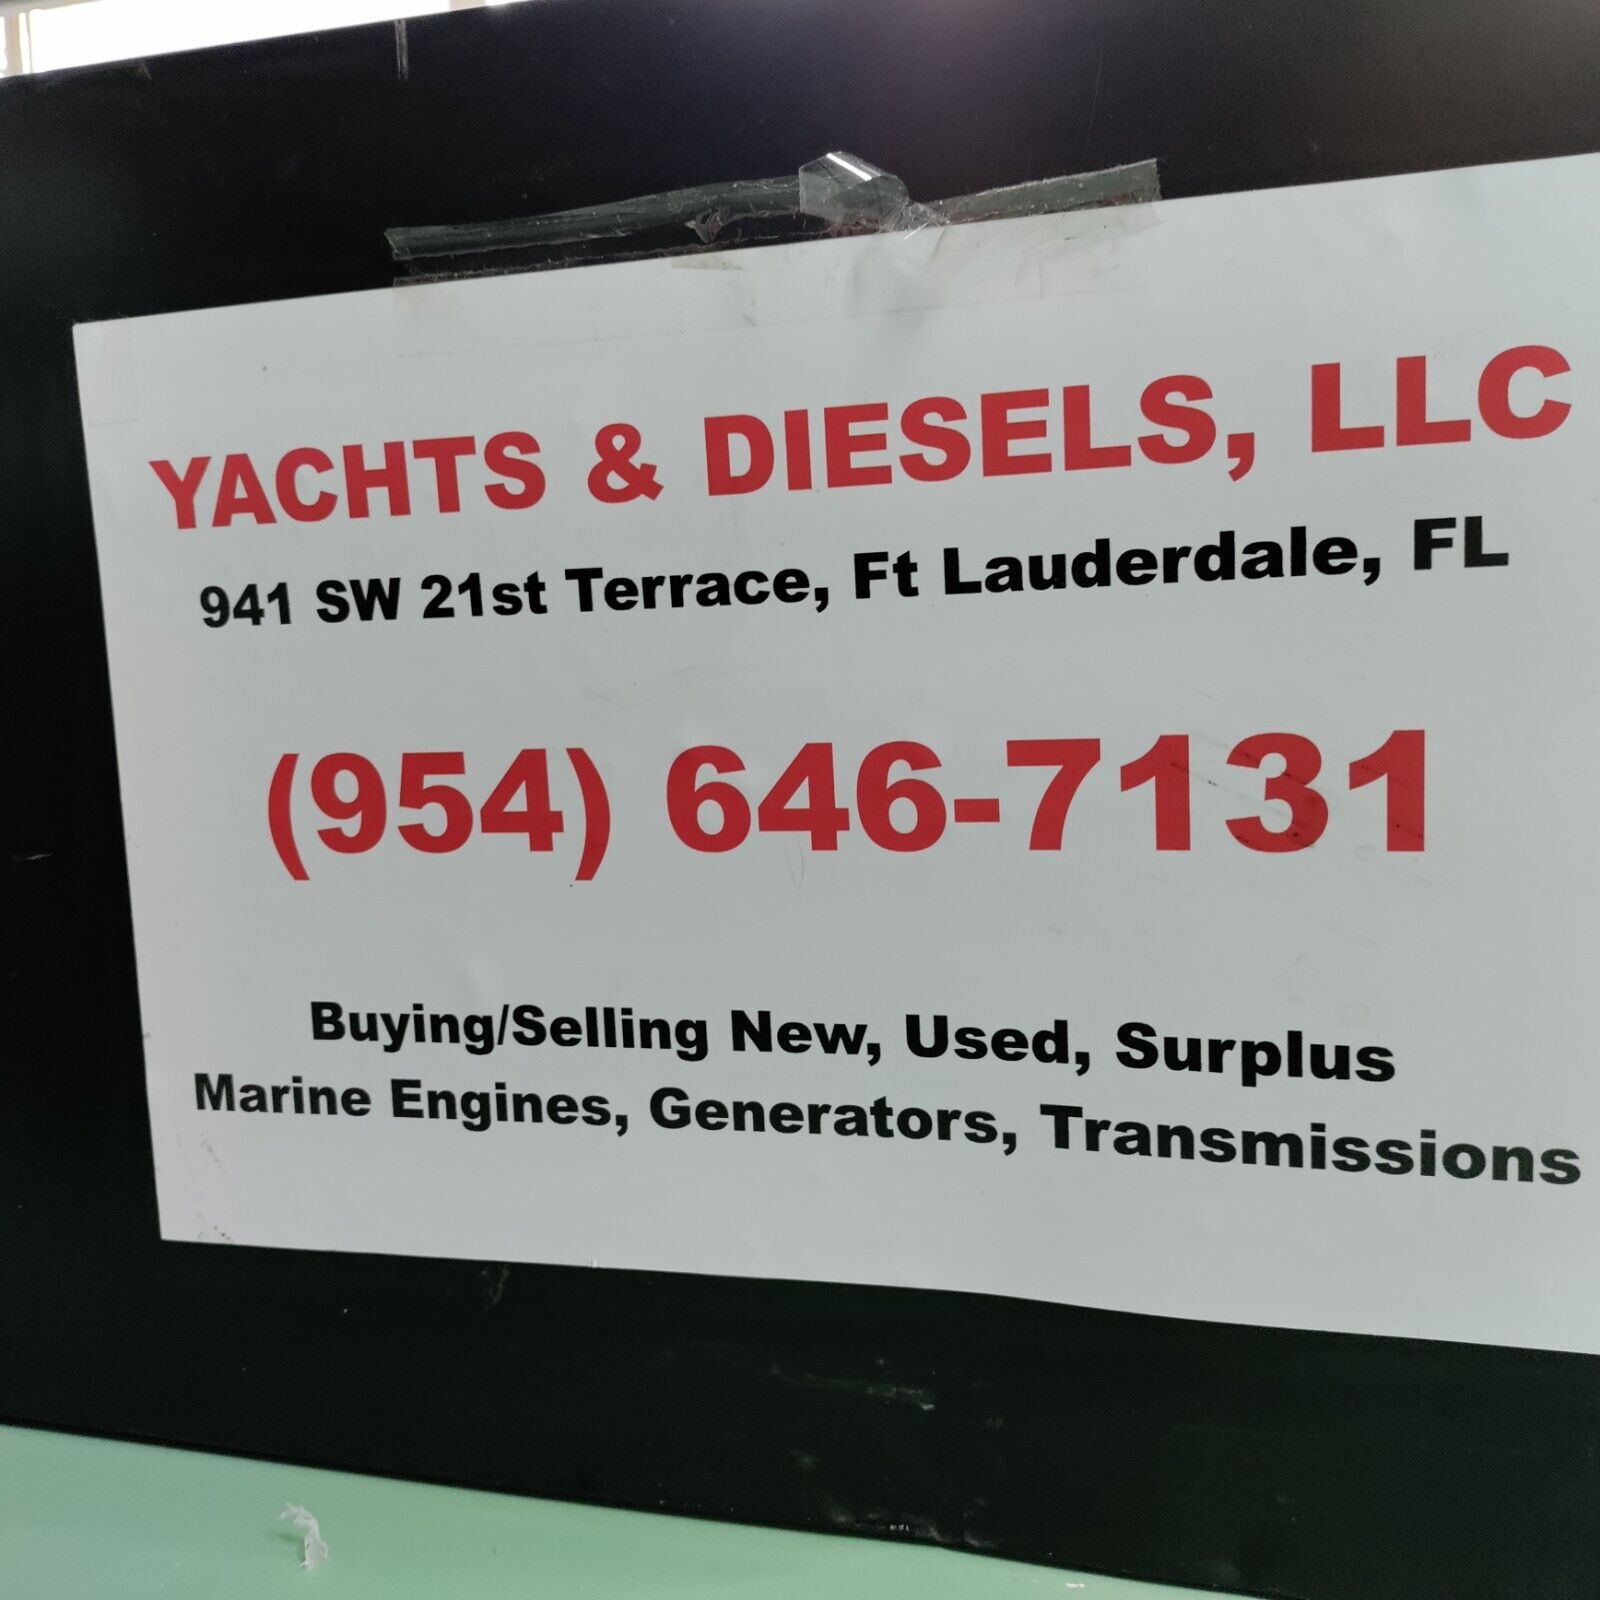 YACHTS & DIESELS, LLC
941 SW 21st Terrace, Ft Lauderdale, FL
(954) 646-7131
Buying/Selling New, Used, Surplus
Marine Engines, Generators, Transmissions